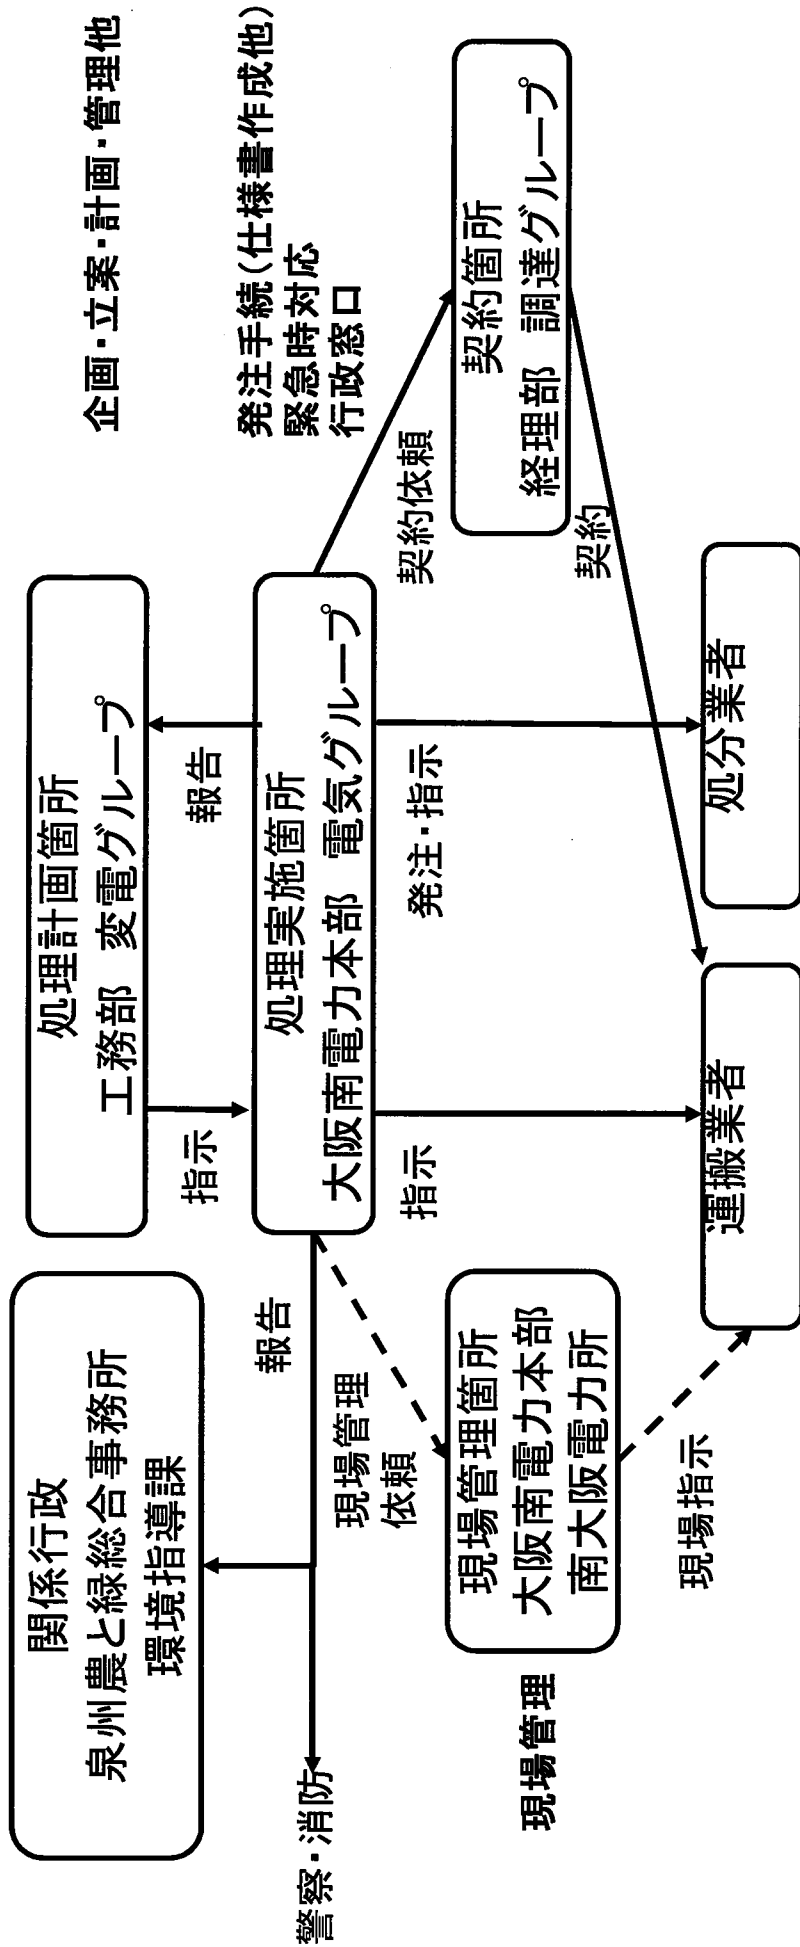 関係行政
泉州農と緑総合事務所
環境指導課
処理計画箇所
工務部 変電グループ
企画・立案・計画・管理他
指示
報告
処理実施箇所
大阪南電力本部 電気グループ
発注手続(仕様書作成他)
緊急時対応
行政窓口
警察・消防
報告
現場管理
依頼
指示
発注・指示
契約依頼
現場管理
現場管理箇所
大阪南電力本部
南大阪電力所
契約箇所
経理部 調達グループ
契約
現場指示
運搬業者
処分業者